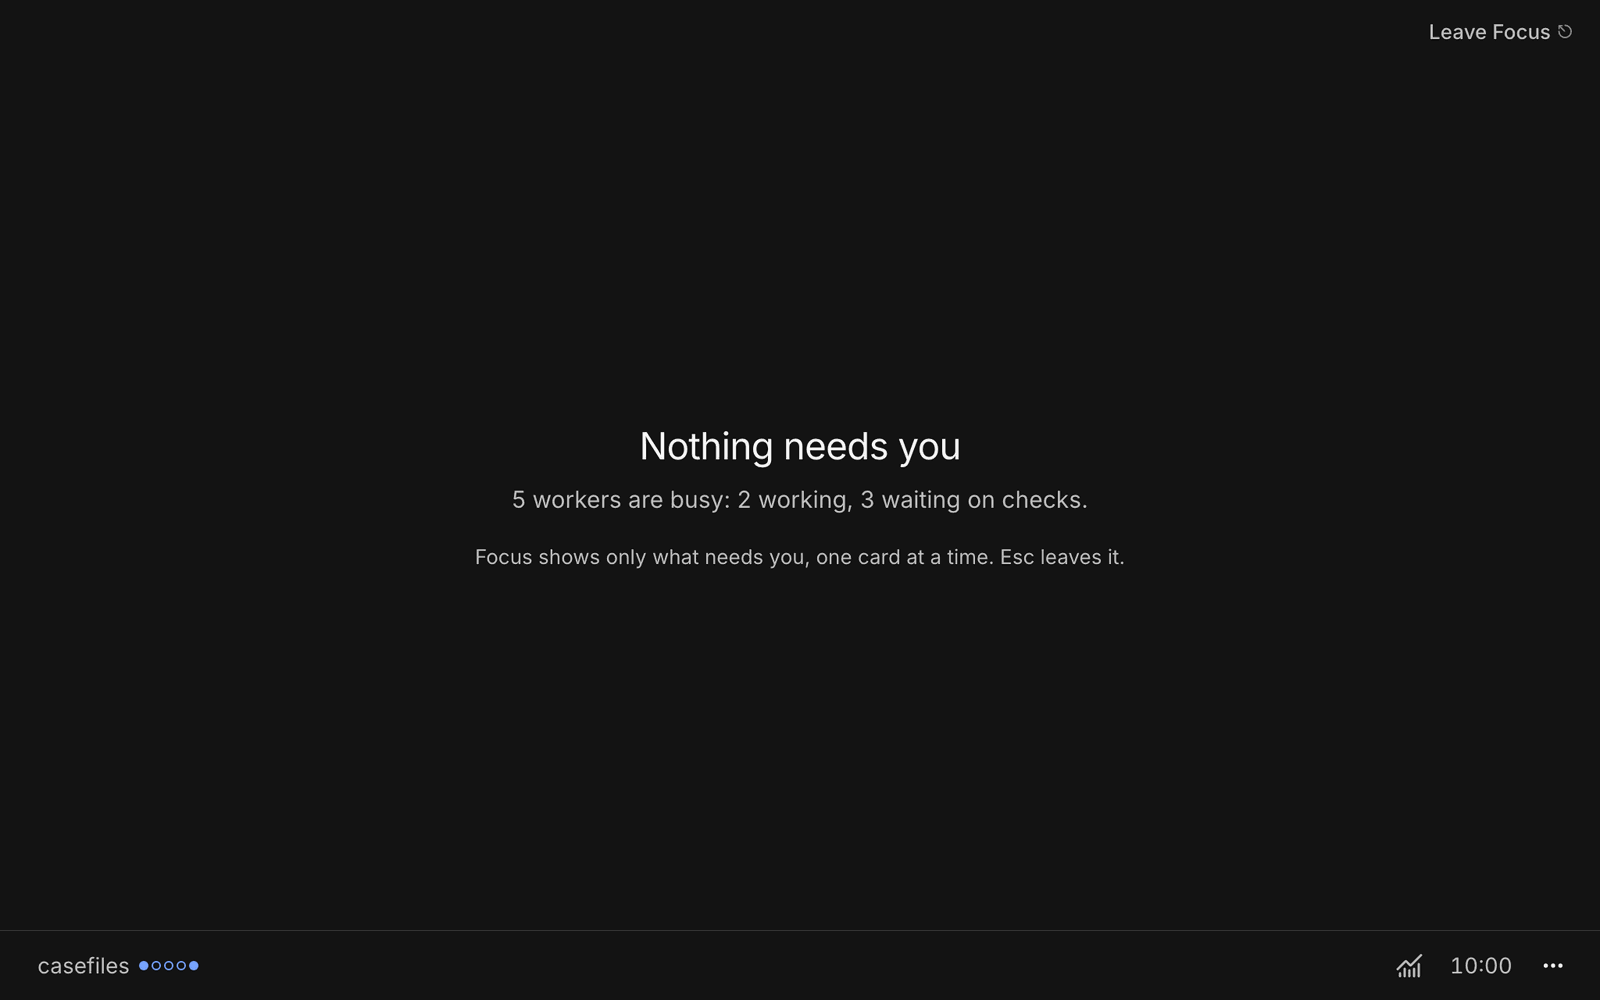 Leave Focus
Nothing needs you
5 workers are busy: 2 working, 3 waiting on checks.
Focus shows only what needs you, one card at a time. Esc leaves it.
casefiles
10:00